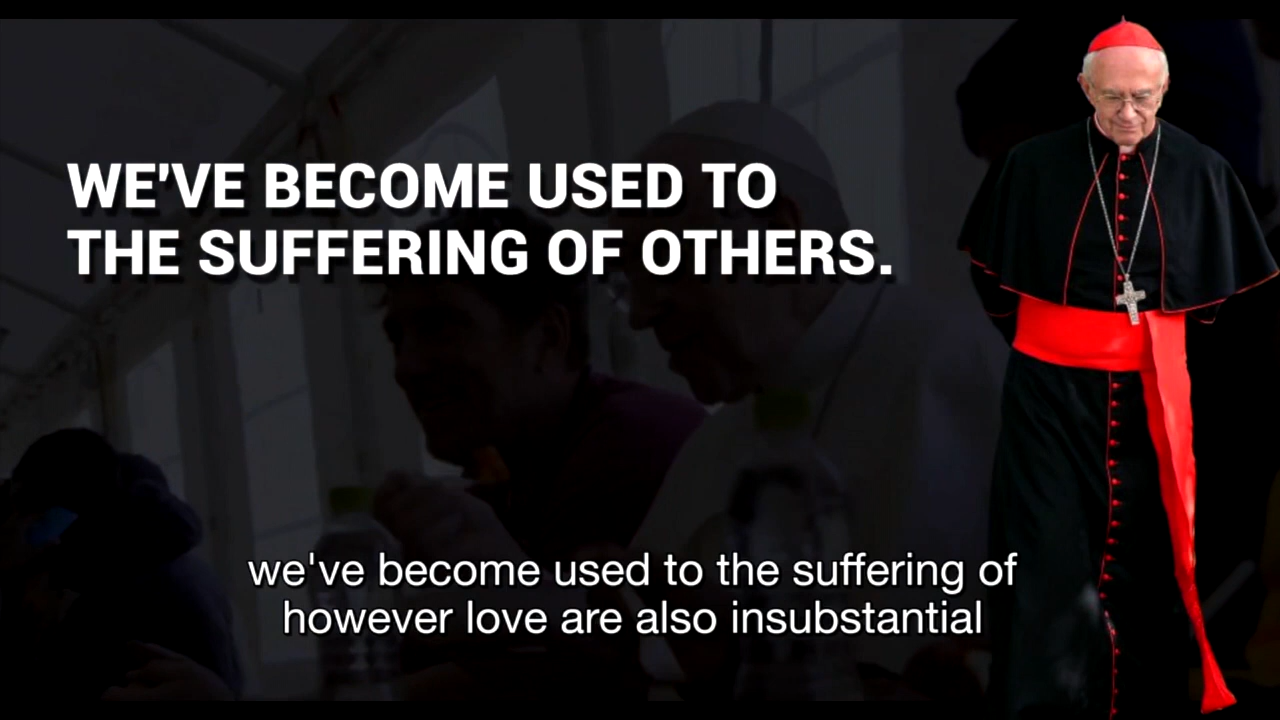 WE'VE BECOME USED TO
THE SUFFERING OF OTHERS.
we've become used to the suffering of
however love are also insubstantial